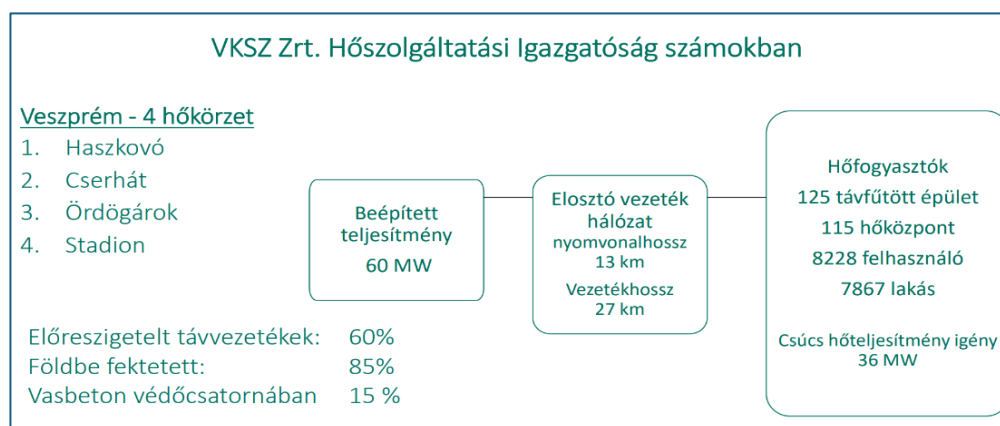 VKSZ Zrt. Hőszolgáltatási Igazgatóság számokban
Veszprém - 4 hőkörzet
1. Haszkovó
2. Cserhát
3. Ördögárok
4. Stadion
Beépített
teljesítmény
60 MW
Elosztó vezeték
hálózat
nyomvonalhossz
13 km
Vezetékhossz
27 km
Hőfogyasztók
125 távfűtött épület
115 hőközpont
8228 felhasználó
7867 lakás
Csúcs hőteljesítmény igény
36 MW
Előreszigetelt távvezetékek: 60%
Földbe fektetett: 85%
Vasbeton védőcsatornában 15 %